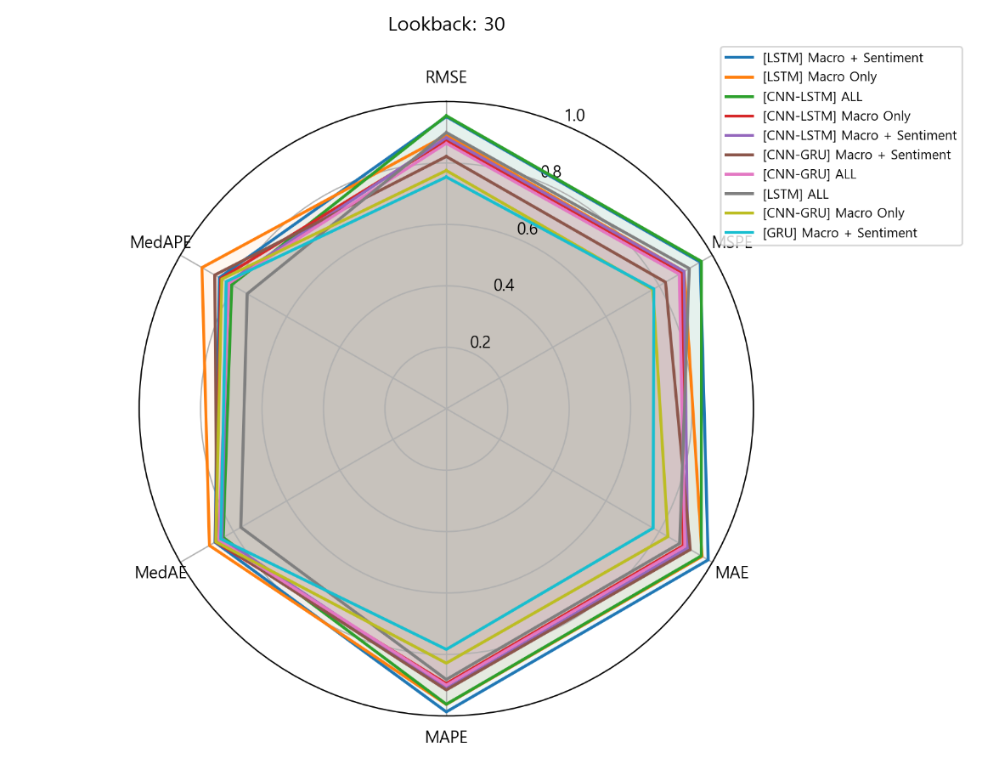 Lookback: 30
RMSE
1.0
0.8
0.6
0.4
0.2
MSPE
MedAPE
MedAE
MAE
MAPE
[LSTM] Macro + Sentiment
[LSTM] Macro Only
[CNN-LSTM] ALL
[CNN-LSTM] Macro Only
[CNN-LSTM] Macro + Sentiment
[CNN-GRU] Macro + Sentiment
[CNN-GRU] ALL
[LSTM] ALL
[CNN-GRU] Macro Only
[GRU] Macro + Sentiment